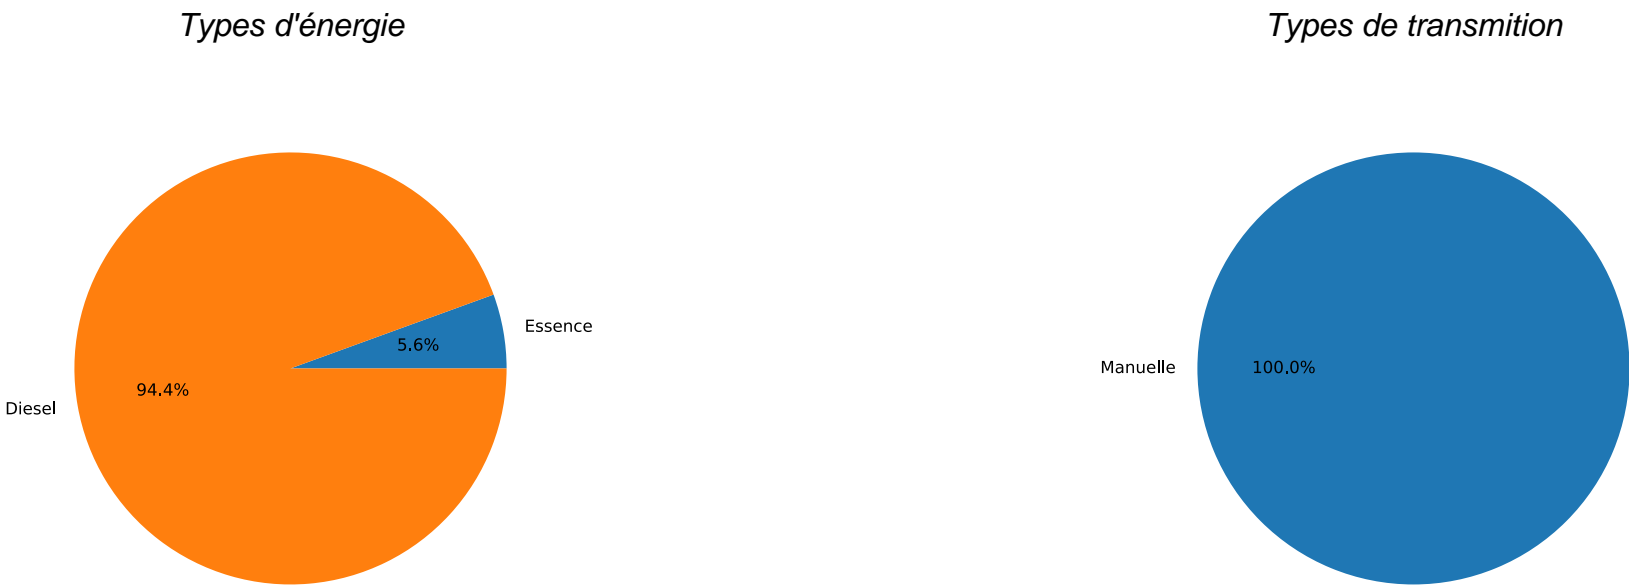 Types d'énergie
Types de transmition
Essence
5.6%
94.4%
Diesel
Manuelle
100.0%